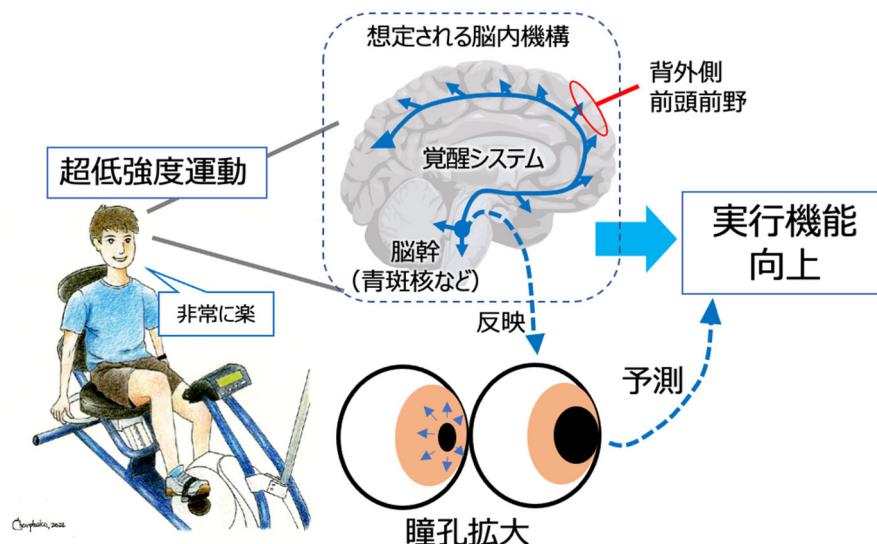 想定される脳内機構
背外側
前頭前野
超低強度運動
覚醒システム
実行機能
向上
脳幹
(青斑核など)
非常に楽
反映
予測
瞳孔拡大